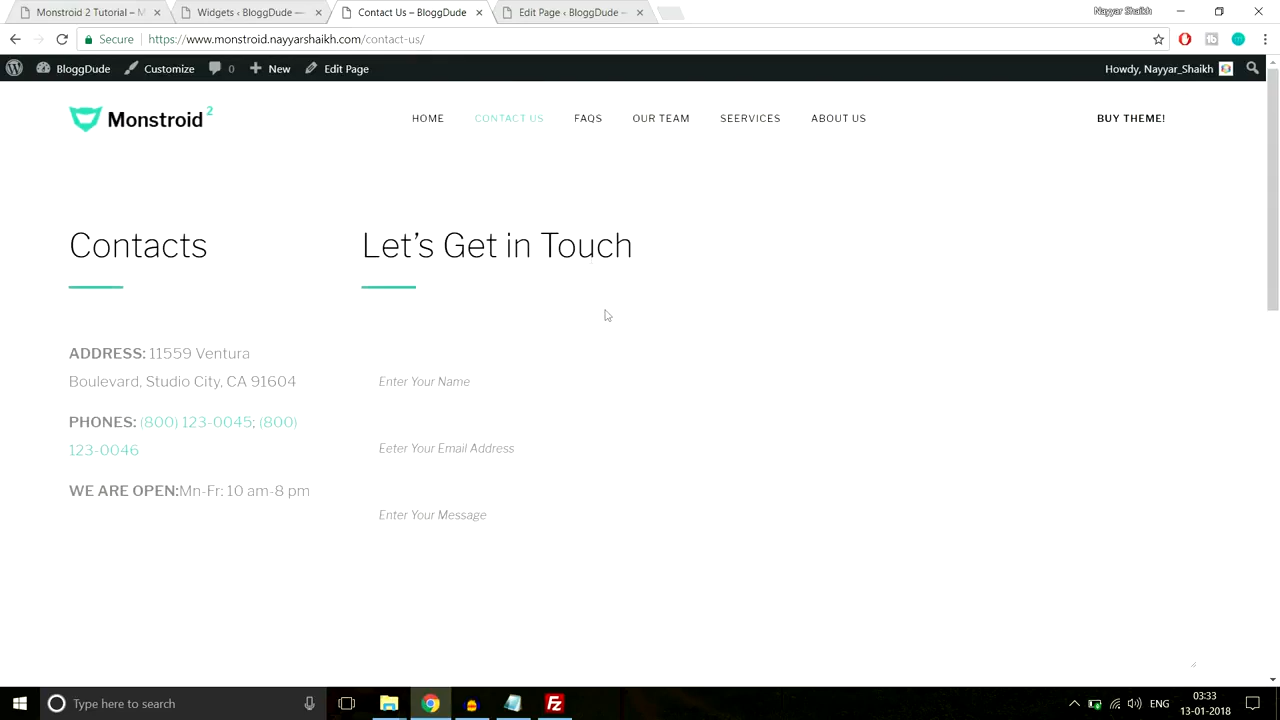 Monstroid 2 Tutorial – M
Widgets ‹ BloggDude —
Contact Us – BloggDude
Edit Page ‹ BloggDude —
Nayyar Shaikh
Secure
https://www.monstroid.nayyarshaikh.com/contact-us/
BloggDude
Customize
0
New
Edit Page
Howdy, Nayyar_Shaikh
Monstroid 2
HOME
CONTACT US
FAQS
OUR TEAM
SEERVICES
ABOUT US
BUY THEME!
Contacts
Let’s Get in Touch
ADDRESS: 11559 Ventura
Boulevard, Studio City, CA 91604
PHONES: (800) 123-0045; (800)
123-0046
WE ARE OPEN:Mn-Fr: 10 am-8 pm
Enter Your Name
Eeter Your Email Address
Enter Your Message
Type here to search
Fz
ENG
03:33
13-01-2018